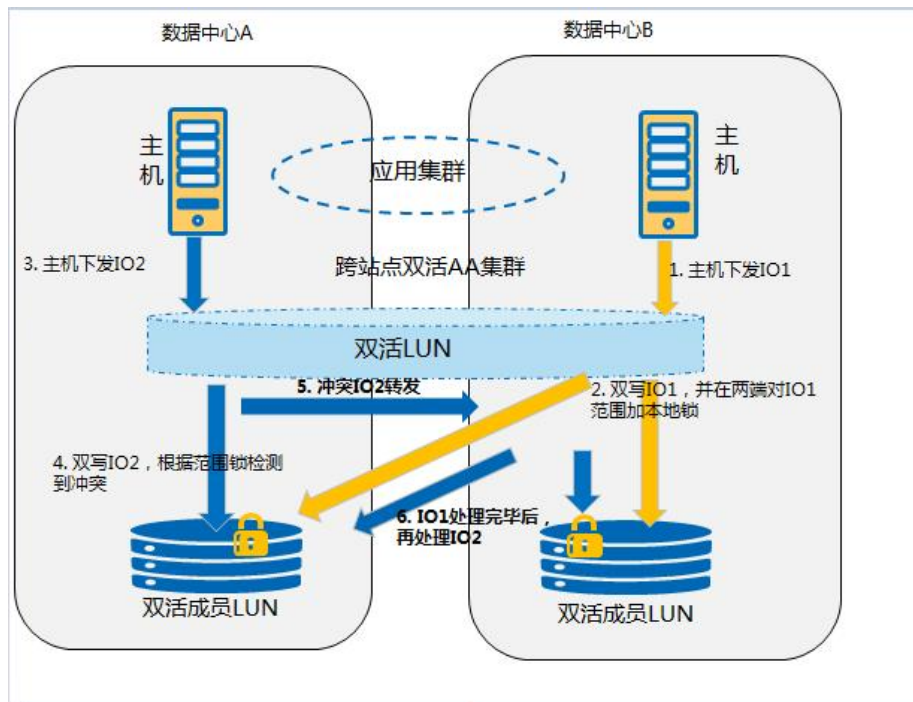 数据中心A
数据中心B
主
机
主
机
应用集群
3. 主机下发IO2
跨站点双活AA集群
1. 主机下发IO1
双活LUN
5. 冲突IO2转发
2. 双写IO1，并在两端对IO1
范围加本地锁
4. 双写IO2，根据范围锁检测
到冲突
6. IO1处理完毕后，
再处理IO2
双活成员LUN
双活成员LUN